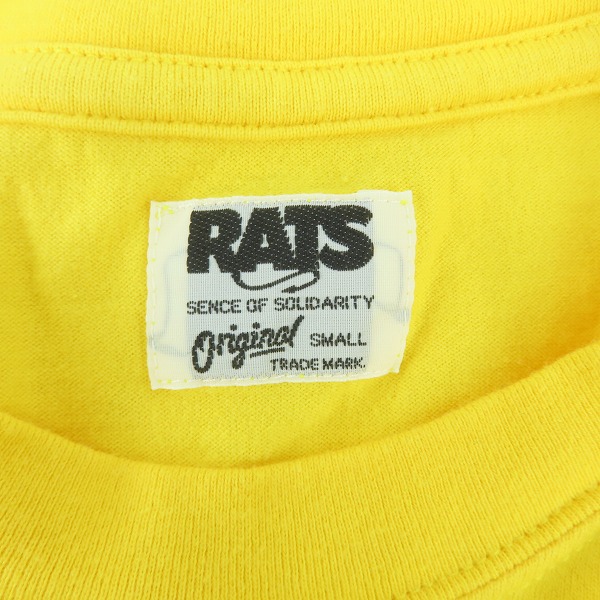 RATS
SENCE OF SOLIDARITY
Original SMALL
TRADE MARK.